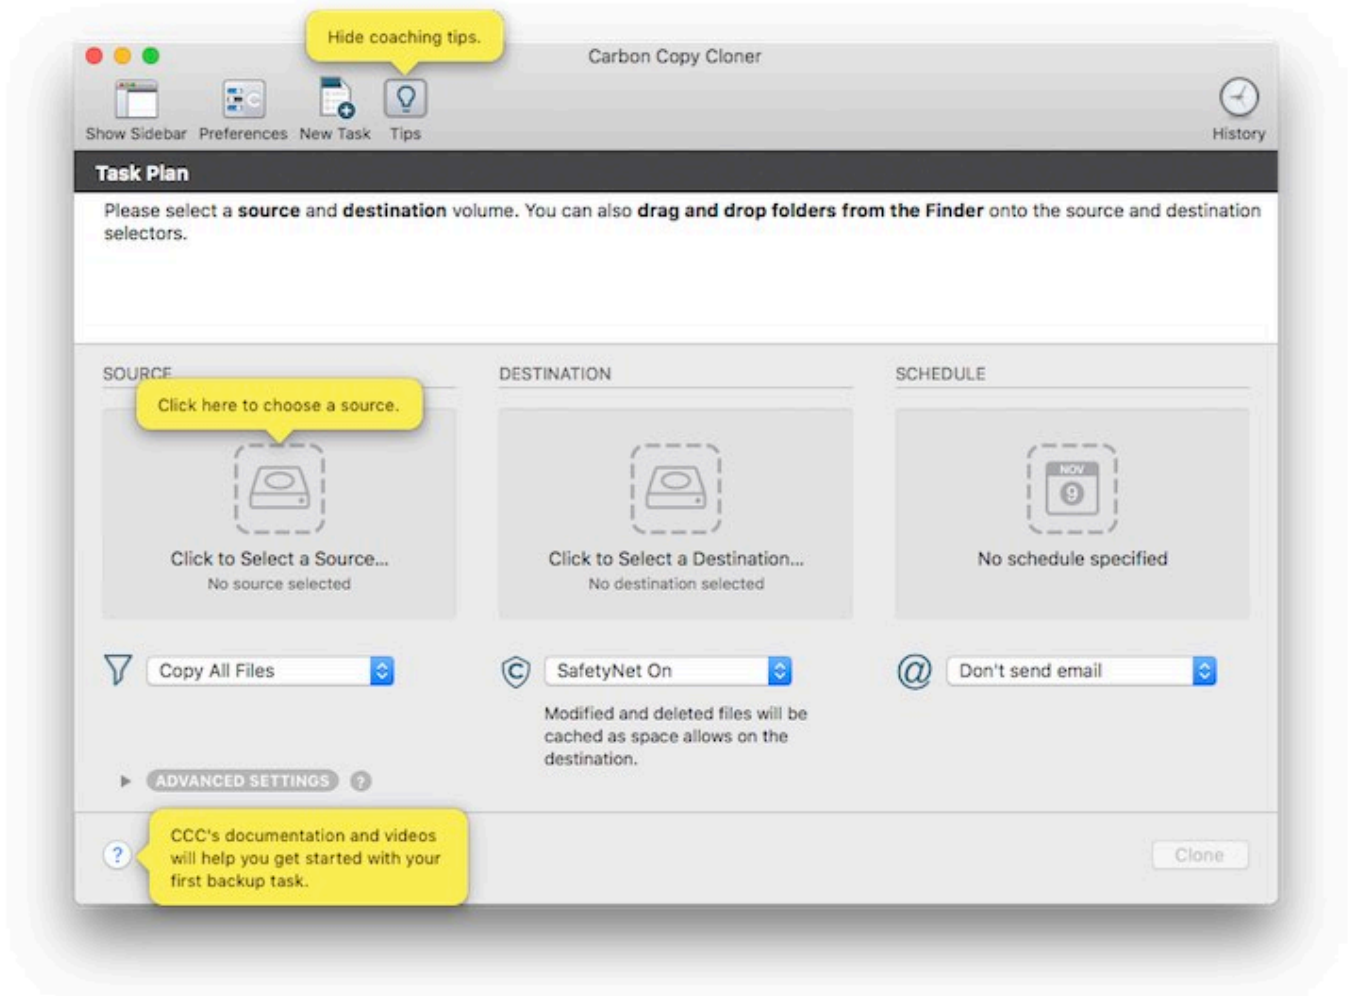 Hide coaching tips.
Carbon Copy Cloner
Show Sidebar
Preferences
New Task
Tips
History
Task Plan
Please select a source and destination volume. You can also drag and drop folders from the Finder onto the source and destination
selectors.
SOURCE
Click here to choose a source.
Click to Select a Source...
No source selected
Copy All Files
DESTINATION
Click to Select a Destination...
No destination selected
SafetyNet On
Modified and deleted files will be
cached as space allows on the
destination.
SCHEDULE
NOV
9
No schedule specified
Don't send email
ADVANCED SETTINGS ?
?
CCC's documentation and videos
will help you get started with your
first backup task.
Clone